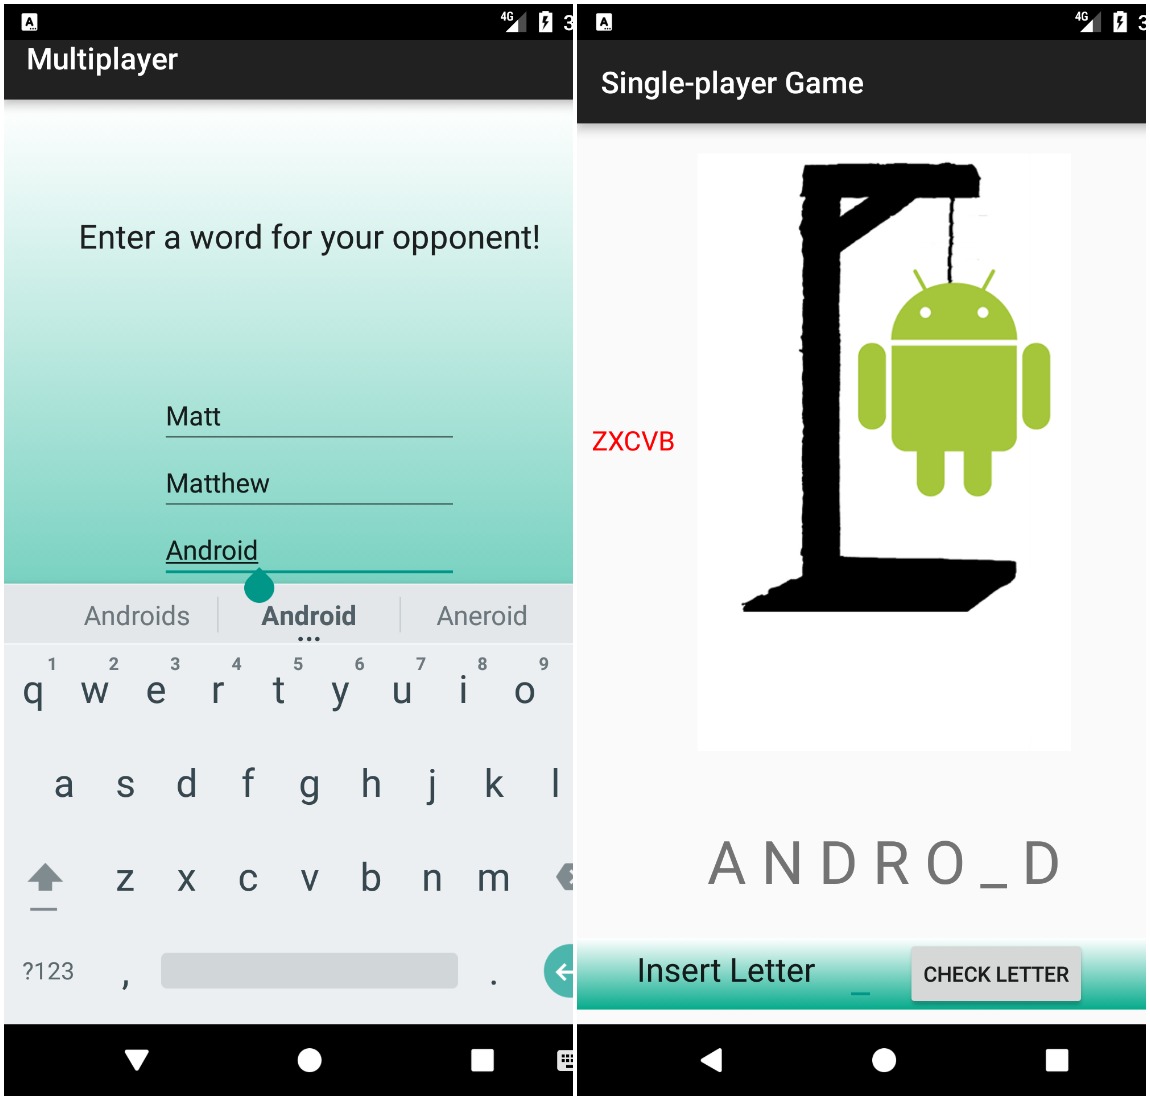 A
4G
3
Multiplayer
Enter a word for your opponent!
Matt
Matthew
Android
Androids Android Aneroid
1 2 3 4 5 6 7 8 9
q w e r t y u i o
a s d f g h j k l
z x c v b n m
?123 , .
A
4G
3
Single-player Game
ZXCVB
A N D R O _ D
Insert Letter _ CHECK LETTER